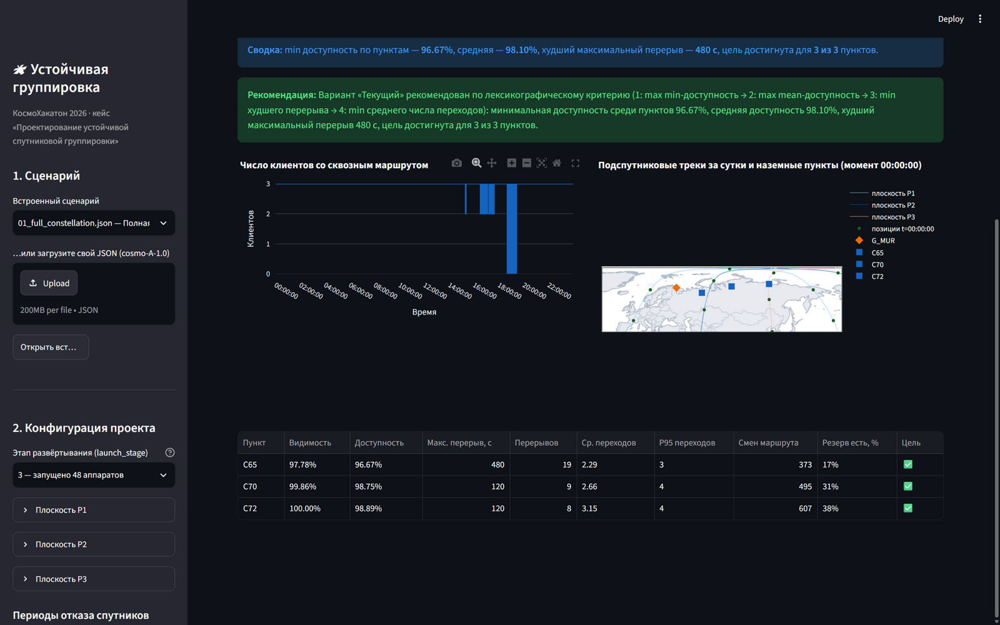 Deploy
Устойчивая
группировка
КосмоХакатон 2026 · кейс
«Проектирование устойчивой
спутниковой группировки»
1. Сценарий
Встроенный сценарий
01_full_constellation.json — Полная
…или загрузите свой JSON (cosmo-A-1.0)
Upload
200MB per file • JSON
Открыть вст…
2. Конфигурация проекта
Этап развёртывания (launch_stage)
3 — запущено 48 аппаратов
Плоскость P1
Плоскость P2
Плоскость P3
Периоды отказа спутников
Сводка: min доступность по пунктам — 96.67%, средняя — 98.10%, худший максимальный перерыв — 480 с, цель достигнута для 3 из 3 пунктов.
Рекомендация: Вариант «Текущий» рекомендован по лексикографическому критерию (1: max min-доступность → 2: max mean-доступность → 3: min
худшего перерыва → 4: min среднего числа переходов): минимальная доступность среди пунктов 96.67%, средняя доступность 98.10%, худший
максимальный перерыв 480 с, цель достигнута для 3 из 3 пунктов.
Число клиентов со сквозным маршрутом
3
2
1
0
Клиентов
00:00:00 02:00:00 04:00:00 06:00:00 08:00:00 10:00:00 12:00:00 14:00:00 16:00:00 18:00:00 20:00:00 22:00:00
Время
Подспутниковые треки за сутки и наземные пункты (момент 00:00:00)
плоскость P1
плоскость P2
плоскость P3
позиции t=00:00:00
G_MUR
C65
C70
C72
Пункт Видимость Доступность Макс. перерыв, с Перерывов Ср. переходов P95 переходов Смен маршрута Резерв есть, % Цель
C65 97.78% 96.67% 480 19 2.29 3 373 17%
C70 99.86% 98.75% 120 9 2.66 4 495 31%
C72 100.00% 98.89% 120 8 3.15 4 607 38%